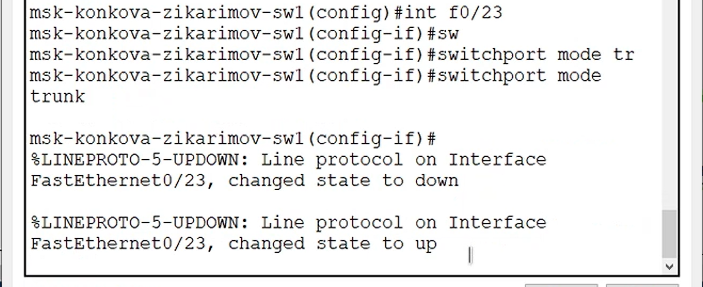 msk-konkova-zikarimov-sw1(config)#int f0/23
msk-konkova-zikarimov-sw1(config-if)#sw
msk-konkova-zikarimov-sw1(config-if)#switchport mode tr
msk-konkova-zikarimov-sw1(config-if)#switchport mode
trunk
msk-konkova-zikarimov-sw1(config-if)#
%LINEPROTO-5-UPDOWN: Line protocol on Interface
FastEthernet0/23, changed state to down
%LINEPROTO-5-UPDOWN: Line protocol on Interface
FastEthernet0/23, changed state to up